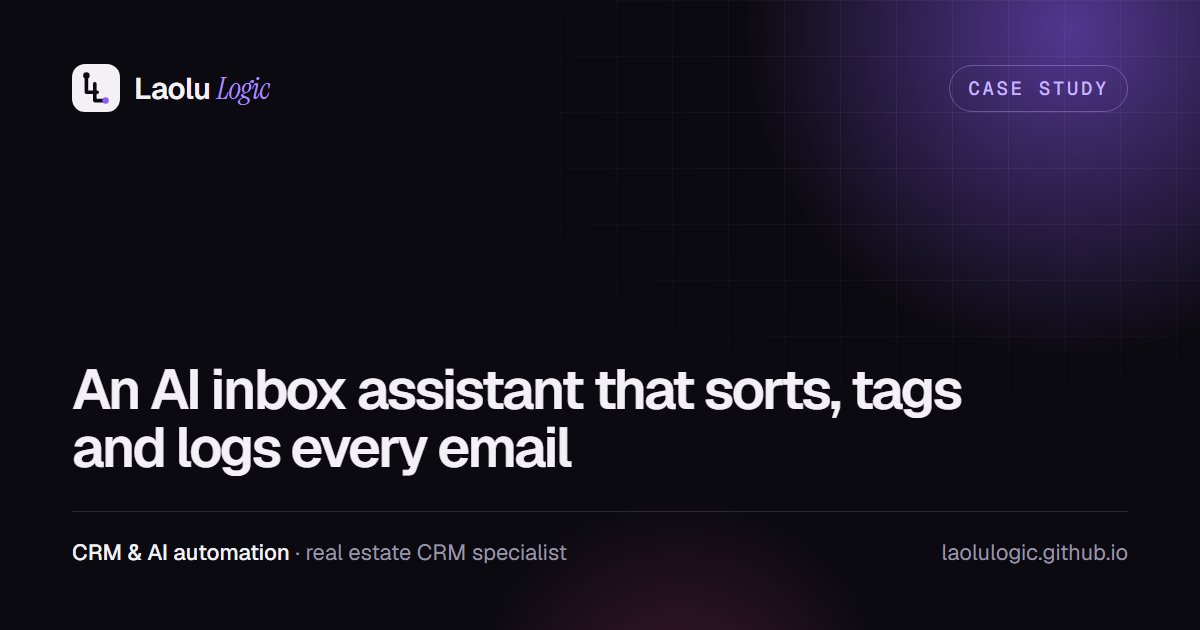 Laolu Logic
CASE STUDY
An AI inbox assistant that sorts, tags
and logs every email
CRM & AI automation · real estate CRM specialist
laolulogic.github.io